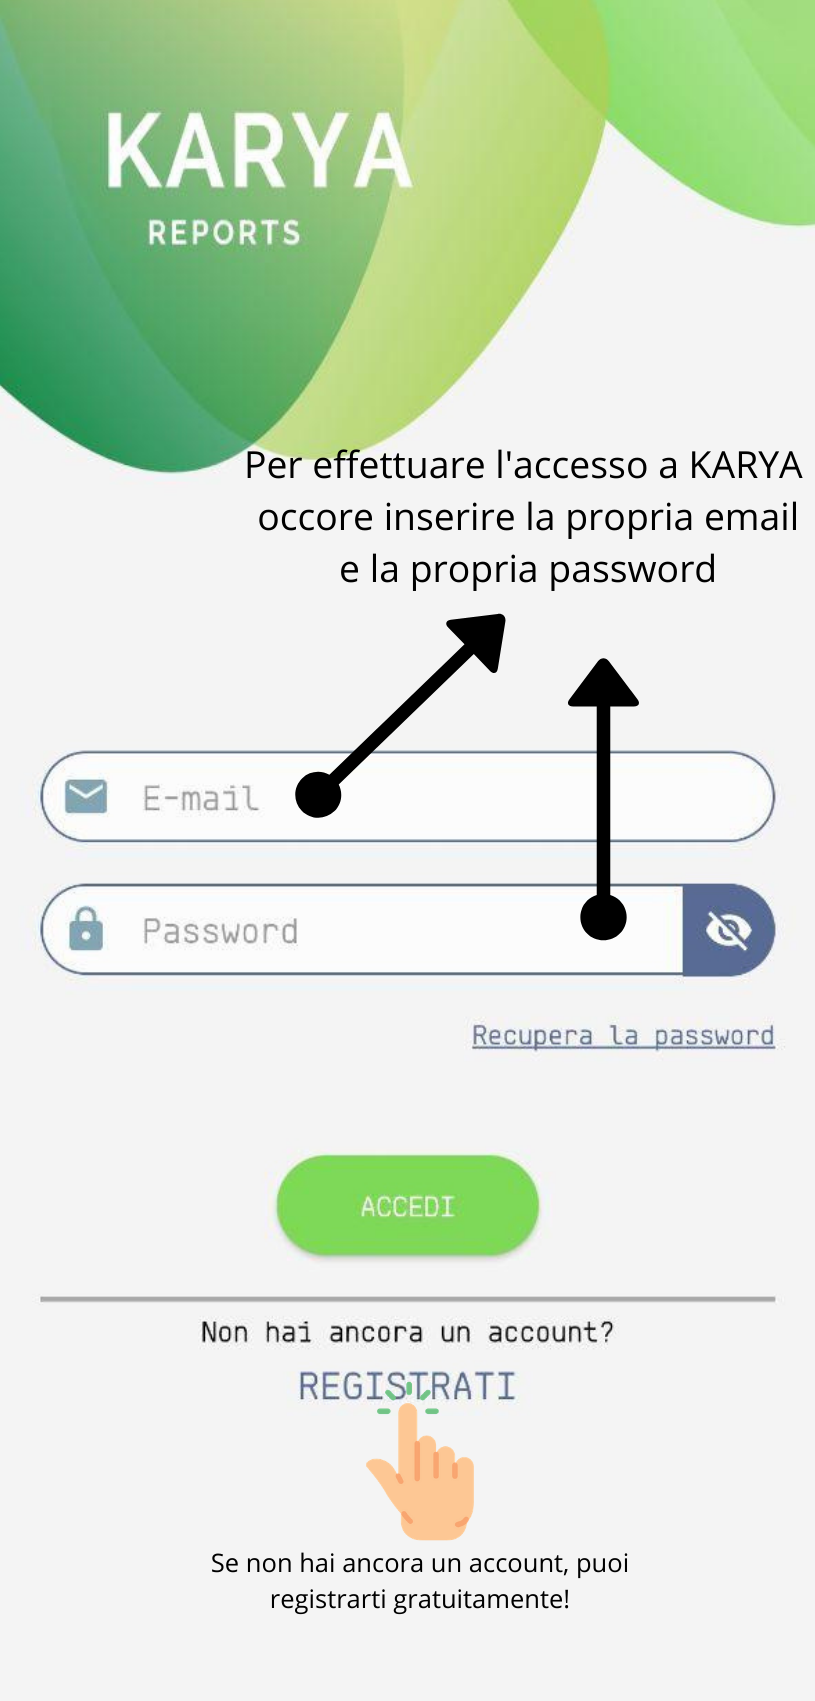 KARYA
REPORTS
Per effettuare l'accesso a KARYA
occore inserire la propria email
e la propria password
E-mail
Password
Recupera la password
ACCEDI
Non hai ancora un account?
REGISTRATI
Se non hai ancora un account, puoi
registrarti gratuitamente!